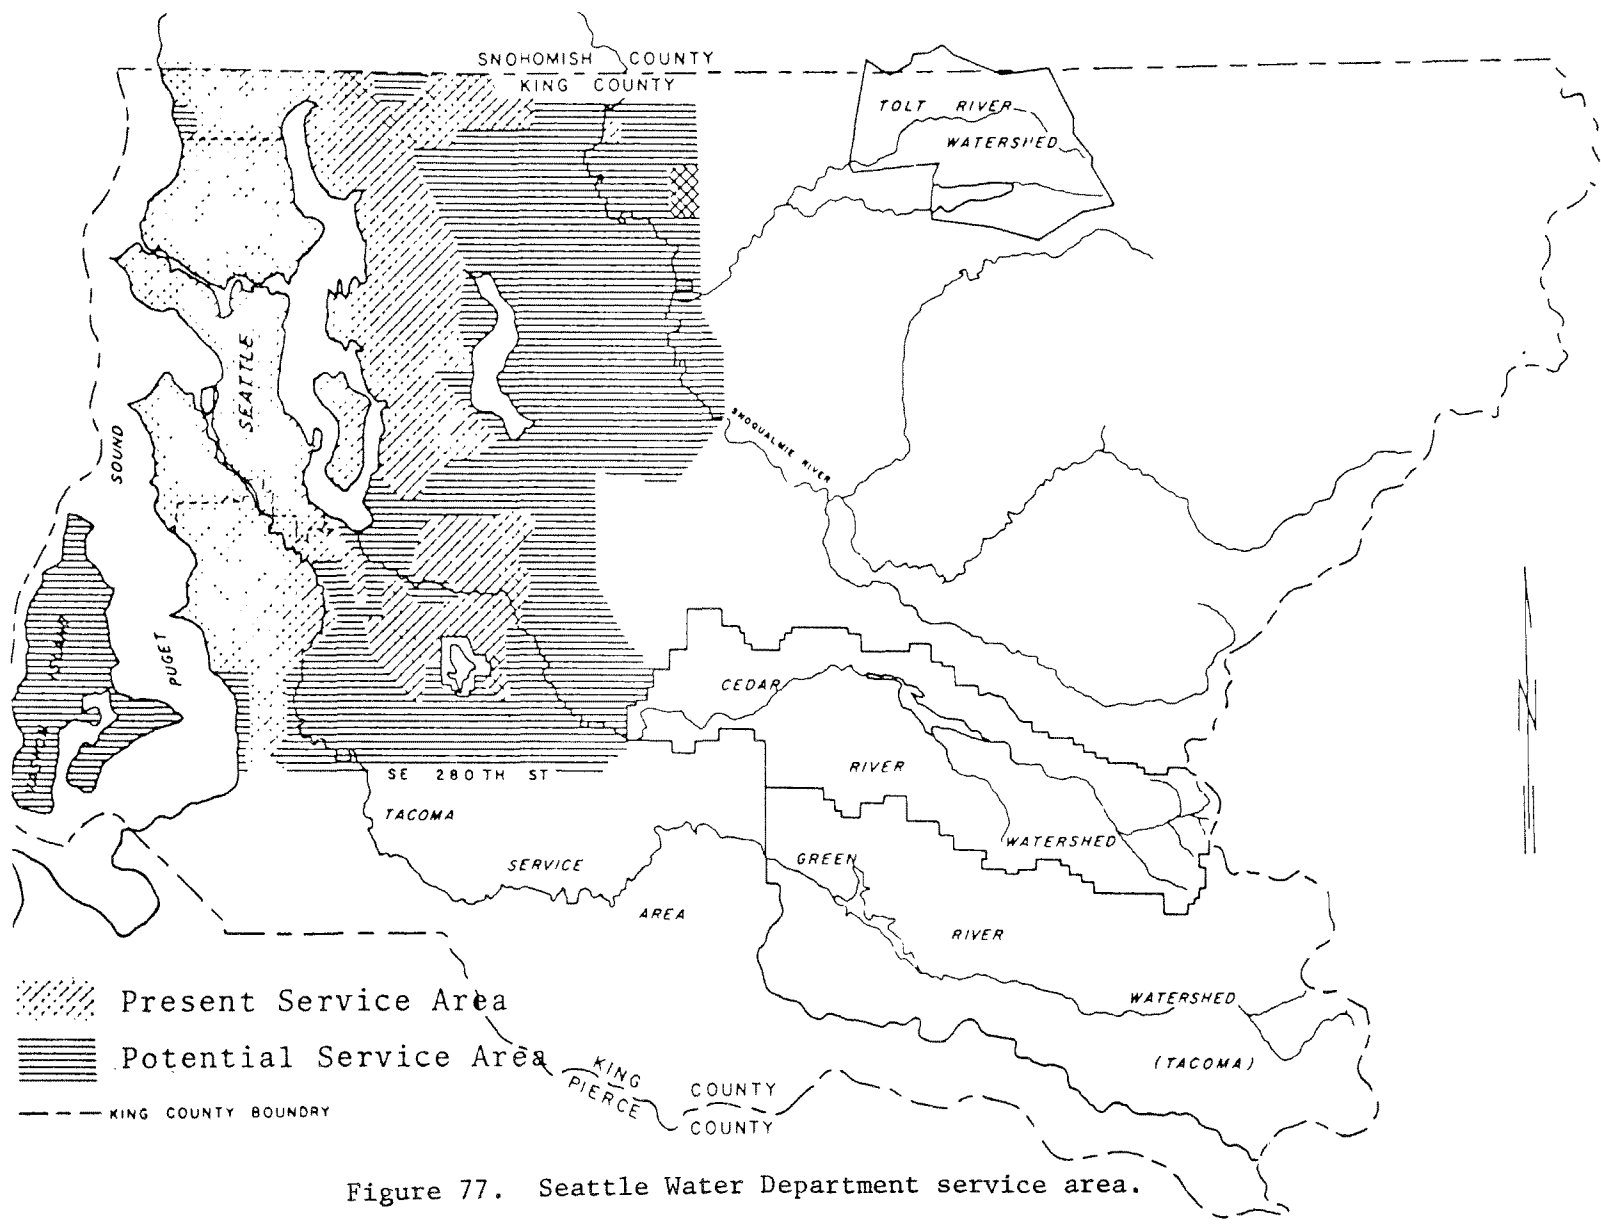 SNOHOMISH COUNTY
KING COUNTY
TOLT RIVER
WATERSHED
SEATTLE
SOUND
PUGET
SNOQUALMIE RIVER
CEDAR
RIVER
WATERSHED
SE 280TH ST
TACOMA
SERVICE
AREA
GREEN
RIVER
WATERSHED
(TACOMA)
N
Present Service Area
Potential Service Area
KING COUNTY BOUNDRY
KING COUNTY
PIERCE COUNTY
Figure 77. Seattle Water Department service area.